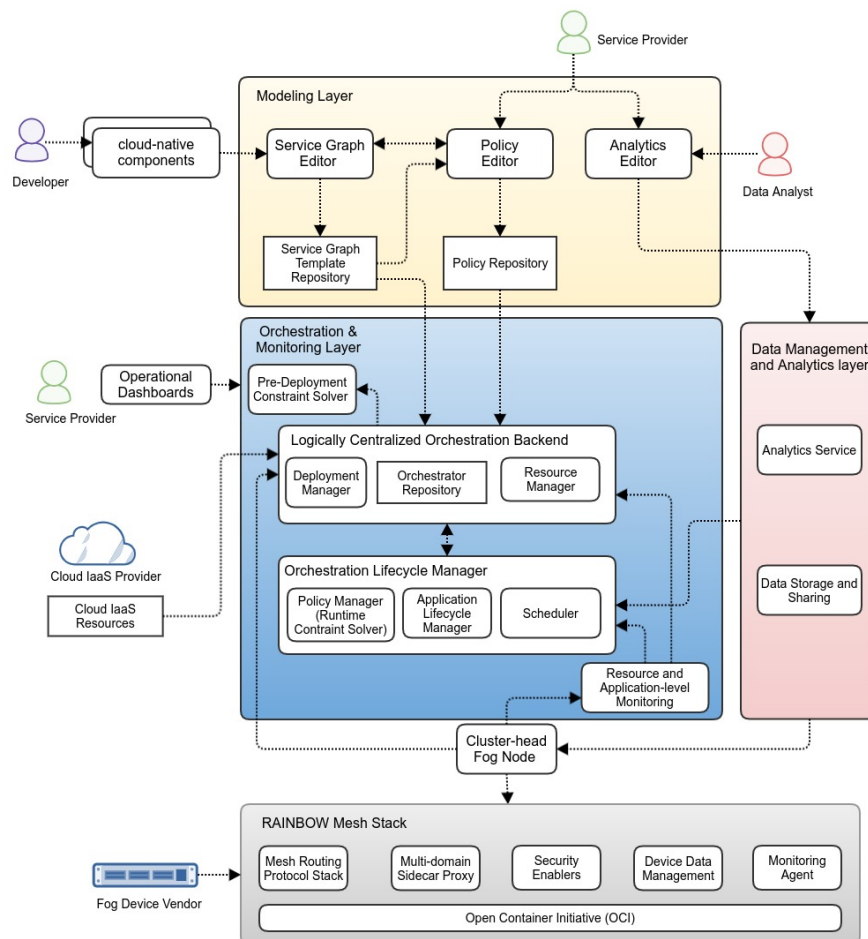 Service Provider
Modeling Layer
cloud-native
components
Service Graph
Editor
Policy
Editor
Analytics
Editor
Developer
Data Analyst
Service Graph
Template
Repository
Policy Repository
Orchestration &
Monitoring Layer
Data Management
and Analytics layer
Operational
Dashboards
Pre-Deployment
Constraint Solver
Service Provider
Logically Centralized Orchestration Backend
Deployment
Manager
Orchestrator
Repository
Resource
Manager
Analytics Service
Cloud IaaS Provider
Orchestration Lifecycle Manager
Cloud IaaS
Resources
Policy Manager
(Runtime
Contraint Solver)
Application
Lifecycle
Manager
Scheduler
Data Storage and
Sharing
Resource and
Application-level
Monitoring
Cluster-head
Fog Node
RAINBOW Mesh Stack
Mesh Routing
Protocol Stack
Multi-domain
Sidecar Proxy
Security
Enablers
Device Data
Management
Monitoring
Agent
Fog Device Vendor
Open Container Initiative (OCI)